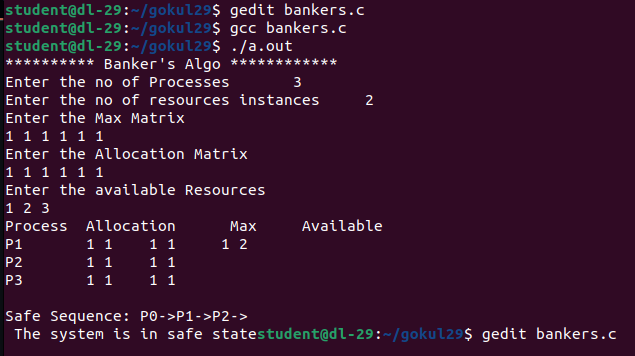 student@dl-29:~/gokul29$ gedit bankers.c
student@dl-29:~/gokul29$ gcc bankers.c
student@dl-29:~/gokul29$ ./a.out
********** Banker's Algo ************
Enter the no of Processes       3
Enter the no of resources instances     2
Enter the Max Matrix
1 1 1 1 1 1
Enter the Allocation Matrix
1 1 1 1 1 1
Enter the available Resources
1 2 3
Process  Allocation      Max     Available
P1       1 1    1 1     1 2
P2       1 1    1 1
P3       1 1    1 1
Safe Sequence: P0->P1->P2->
 The system is in safe statestudent@dl-29:~/gokul29$ gedit bankers.c